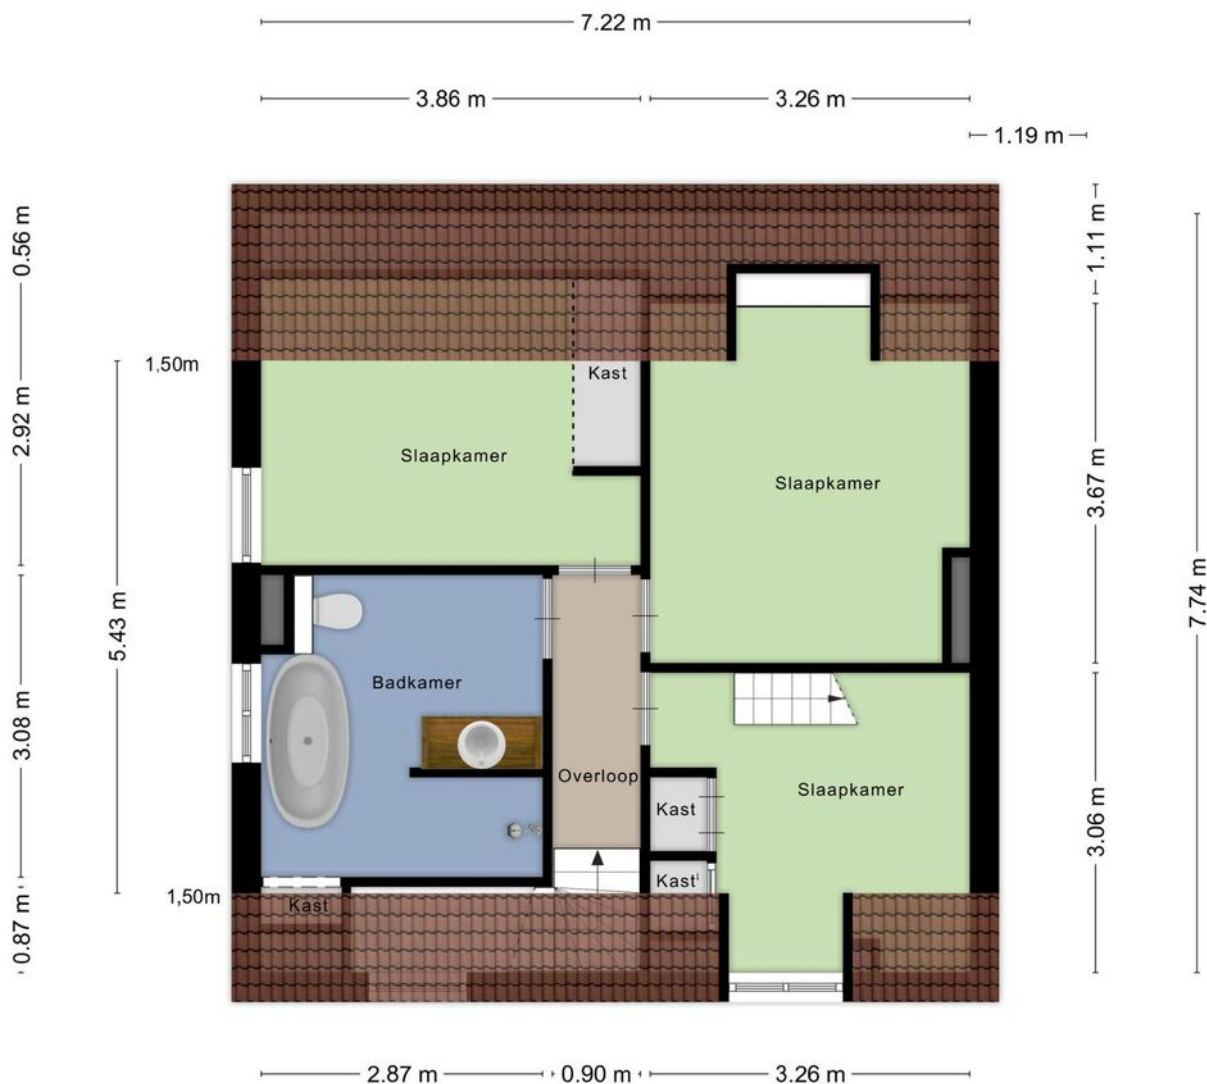 7.22 m
3.86 m
3.26 m
1.19 m
0.56 m
1.11 m
1,50m
Kast
2.92 m
Slaapkamer
Slaapkamer
3.67 m
5.43 m
7.74 m
Badkamer
3.08 m
Overloop
Slaapkamer
Kast
3.06 m
Kast
1,50m
Kast
0.87 m
2.87 m
0.90 m
3.26 m